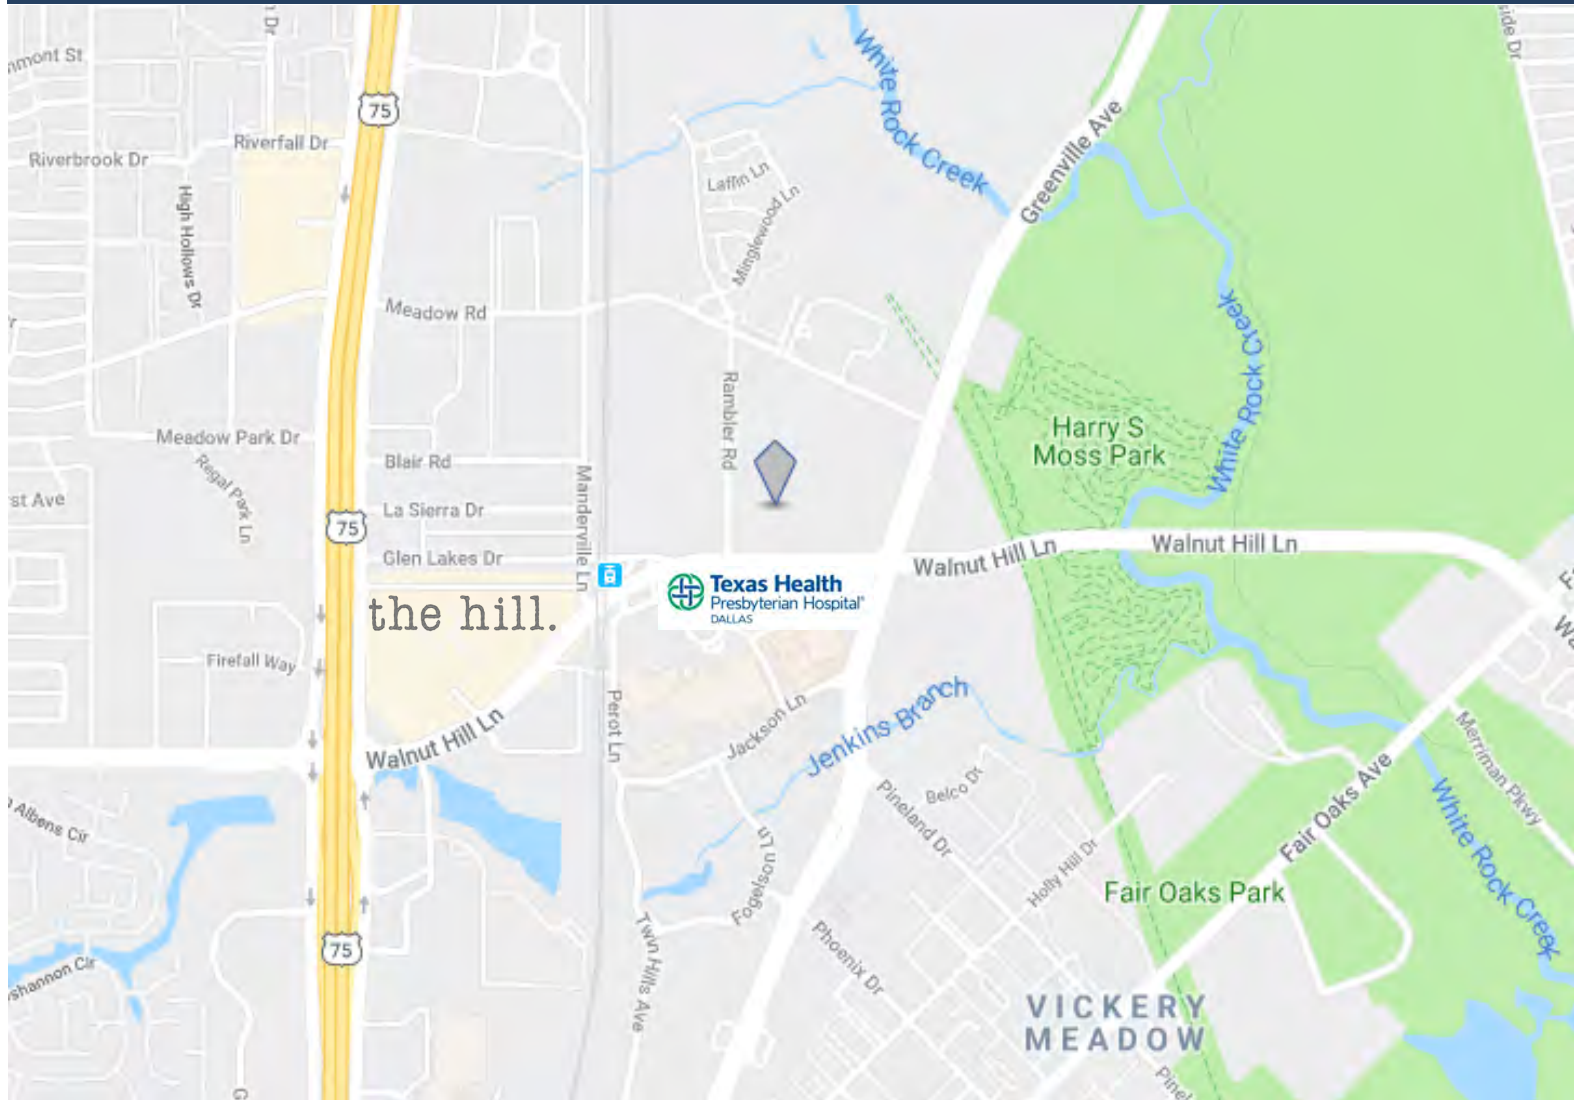 75
Riverfall Dr
Riverbrook Dr
High Hollows Dr
White Rock Creek
Greenville Ave
Laffin Ln
Minglewood Ln
Meadow Rd
White Rock Creek
Rambler Rd
Meadow Park Dr
Regal Park Ln
Blair Rd
Harry S
Moss Park
st Ave
La Sierra Dr
75
Glen Lakes Dr
Manderville Ln
Walnut Hill Ln
Walnut Hill Ln
White Rock Creek
the hill.
Texas Health
Presbyterian Hospital
DALLAS
Firefall Way
Perot Ln
Walnut Hill Ln
Jackson Ln
Jenkins Branch
Belco Dr
Pineland Dr
Merriman Pkwy
Albens Cir
Fogelson Ln
Holly Hill Dr
Fair Oaks Ave
Fair Oaks Park
White Rock Creek
75
Twin Hills Ave
Phoenix Dr
shannon Cir
VICKERY
MEADOW